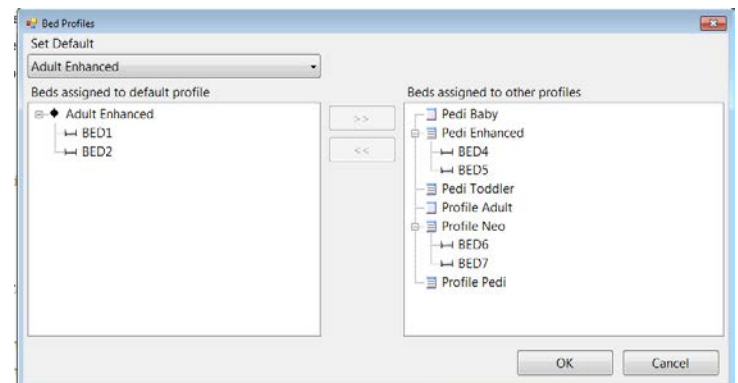 Bed Profiles
Set Default
Adult Enhanced
Beds assigned to default profile
Adult Enhanced
BED1
BED2
>>
<<
Beds assigned to other profiles
Pedi Baby
Pedi Enhanced
BED4
BED5
Pedi Toddler
Profile Adult
Profile Neo
BED6
BED7
Profile Pedi
OK
Cancel